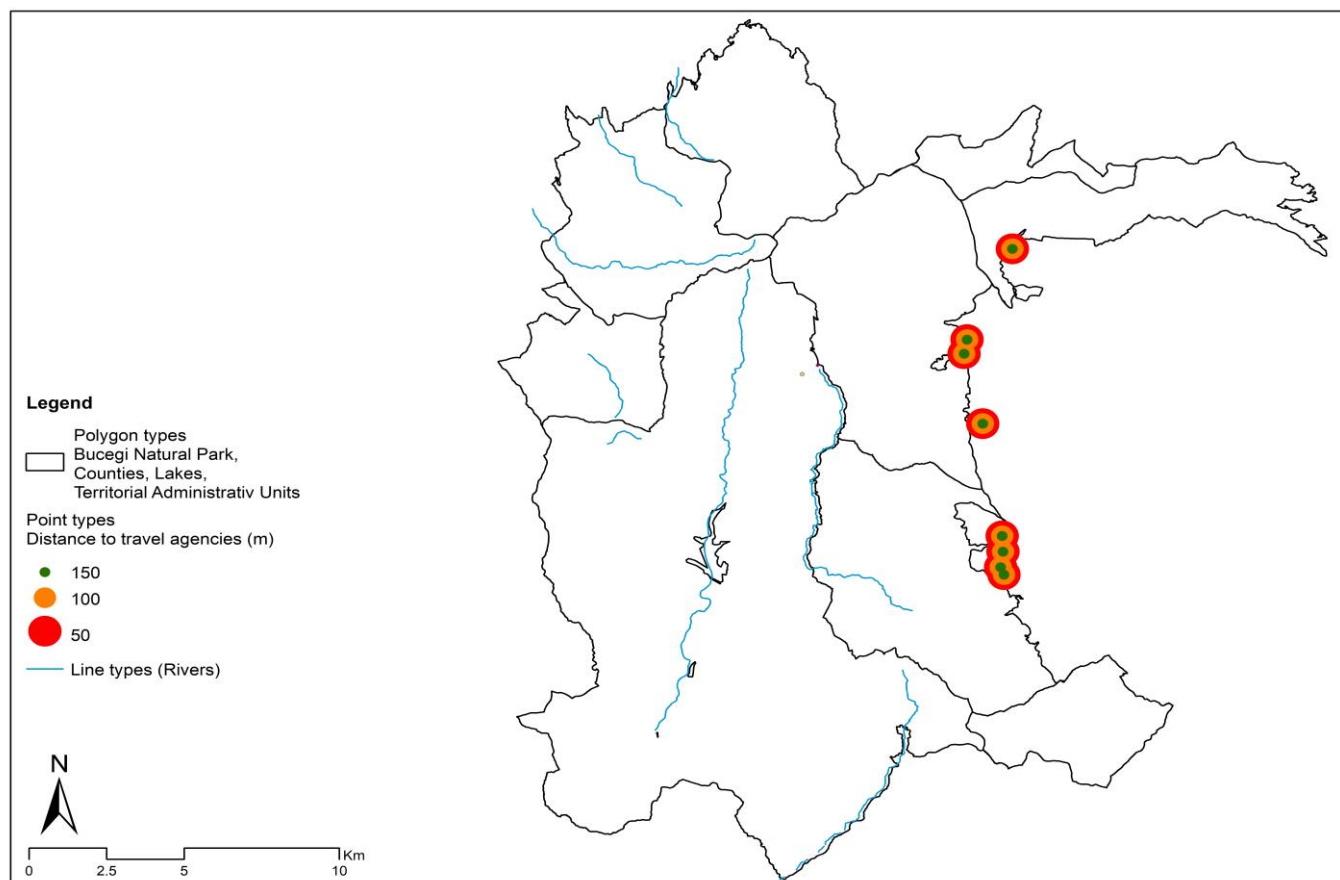 Legend
Polygon types
Bucegi Natural Park,
Counties, Lakes,
Territorial Administrativ Units
Point types
Distance to travel agencies (m)
150
100
50
Line types (Rivers)
N
Km
0 2.5 5 10